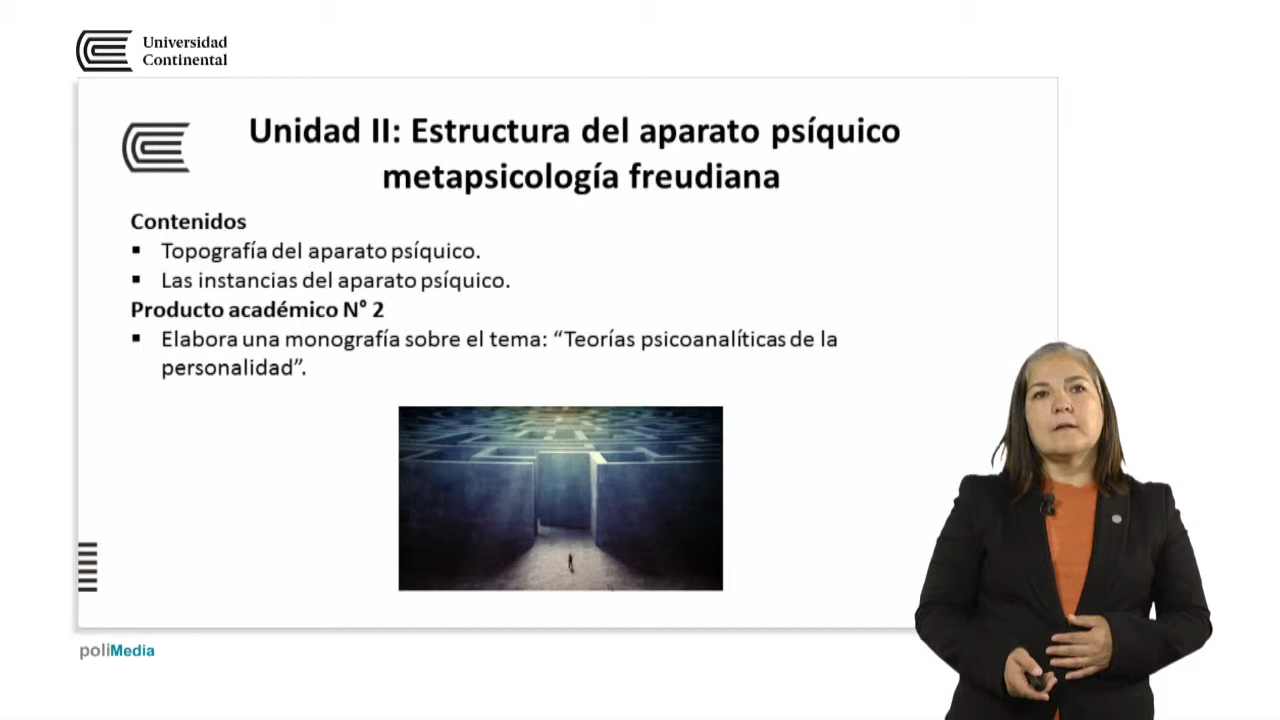 Universidad
Continental
Unidad II: Estructura del aparato psíquico
metapsicología freudiana
Contenidos
▪ Topografía del aparato psíquico.
▪ Las instancias del aparato psíquico.
Producto académico N° 2
▪ Elabora una monografía sobre el tema: “Teorías psicoanalíticas de la
personalidad”.
poliMedia